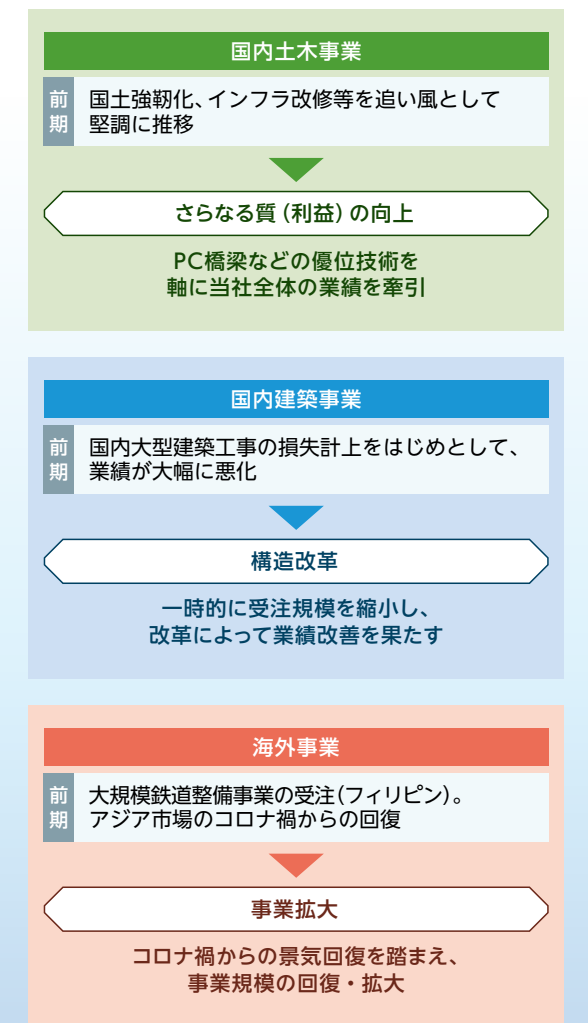 国内土木事業
前期
国土強靭化、インフラ改修等を追い風として
堅調に推移
さらなる質（利益）の向上
PC橋梁などの優位技術を
軸に当社全体の業績を牽引
国内建築事業
前期
国内大型建築工事の損失計上をはじめとして、
業績が大幅に悪化
構造改革
一時的に受注規模を縮小し、
改革によって業績改善を果たす
海外事業
前期
大規模鉄道整備事業の受注（フィリピン）。
アジア市場のコロナ禍からの回復
事業拡大
コロナ禍からの景気回復を踏まえ、
事業規模の回復・拡大